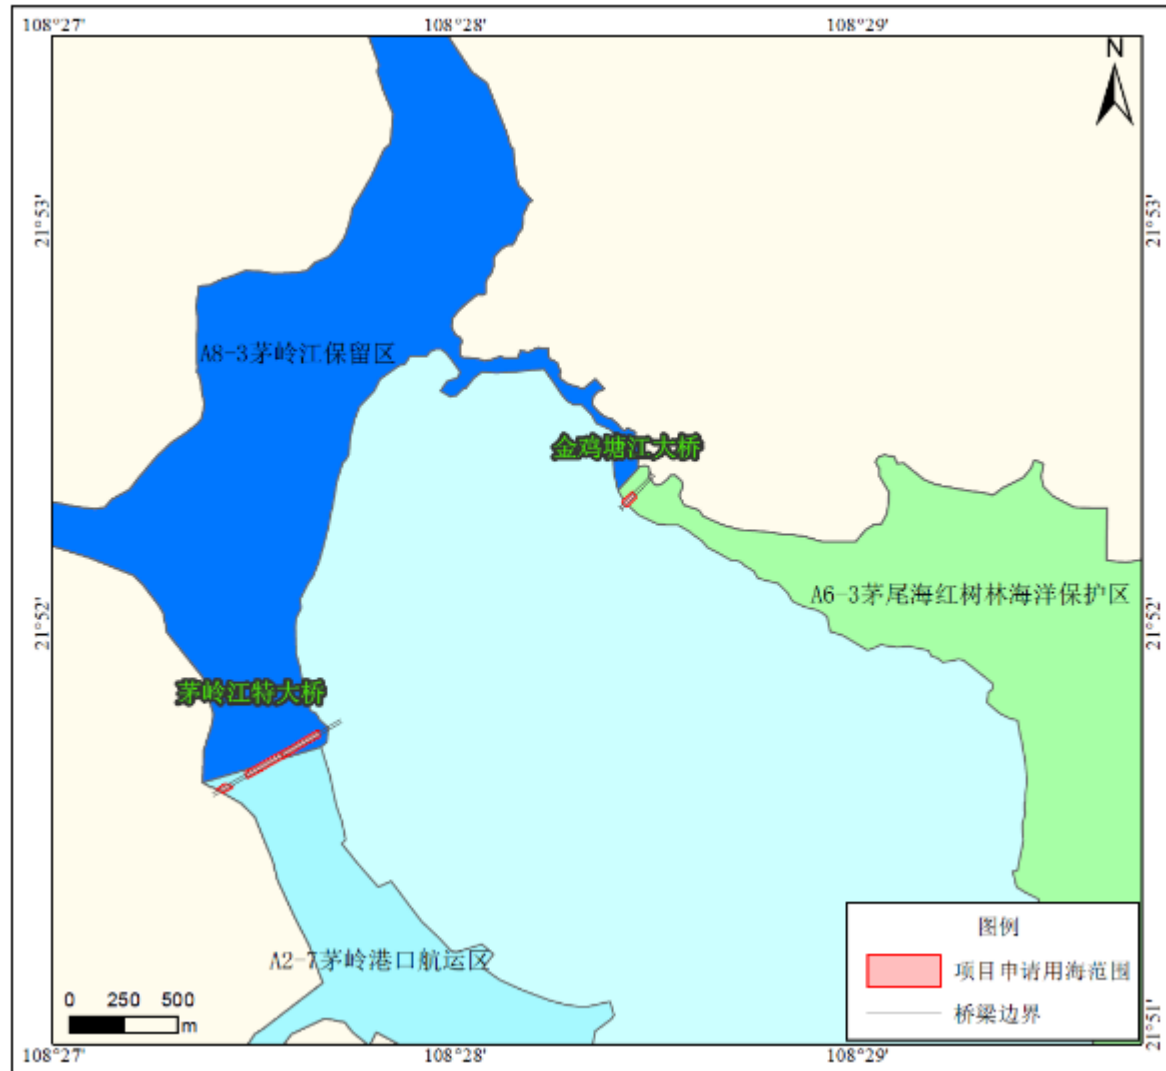 108°27'
108°28'
108°29'
N
21°53'
21°53'
A8-3茅岭江保留区
金鸡塘江大桥
A6-3茅尾海红树林海洋保护区
21°52'
21°52'
茅岭江特大桥
A2-7茅岭港口航运区
图例
项目申请用海范围
桥梁边界
0 250 500
m
21°51'
108°27'
108°28'
108°29'